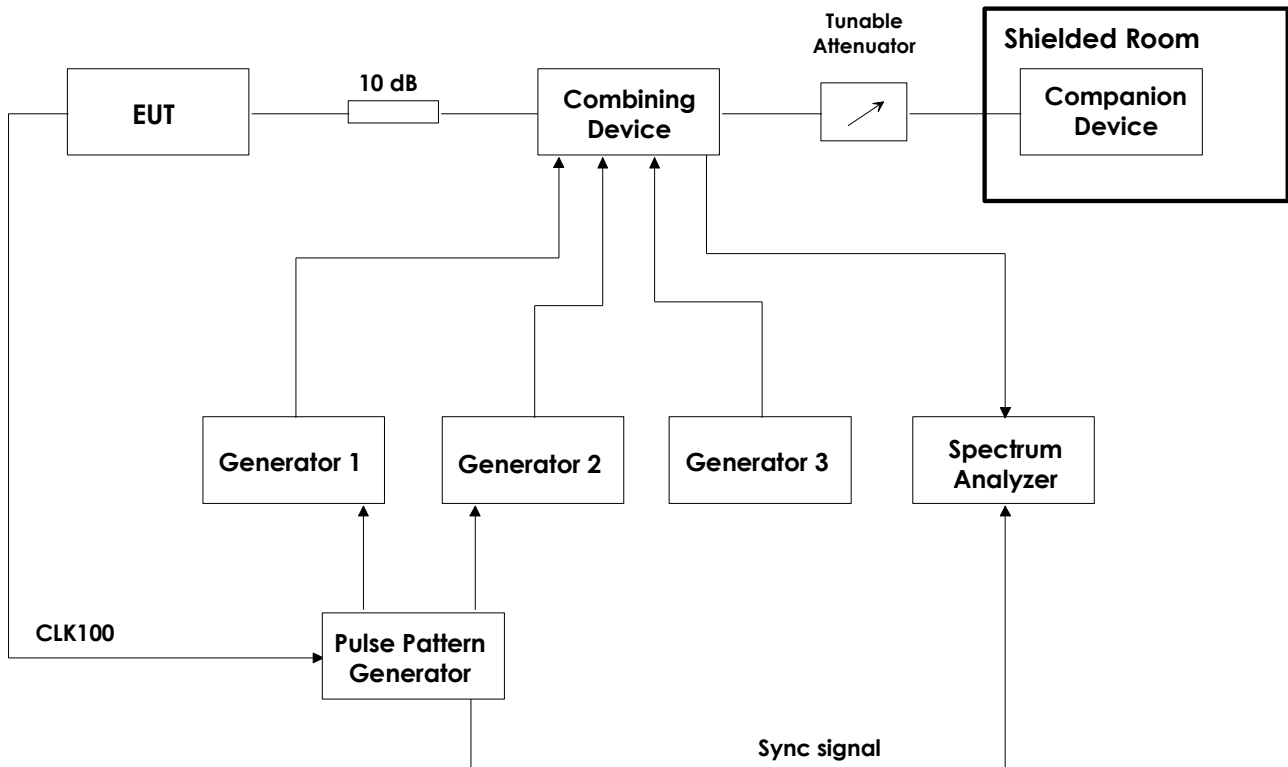 Tunable
Attenuator
Shielded Room
10 dB
EUT
Combining
Device
Companion
Device
Generator 1
Generator 2
Generator 3
Spectrum
Analyzer
CLK100
Pulse Pattern
Generator
Sync signal